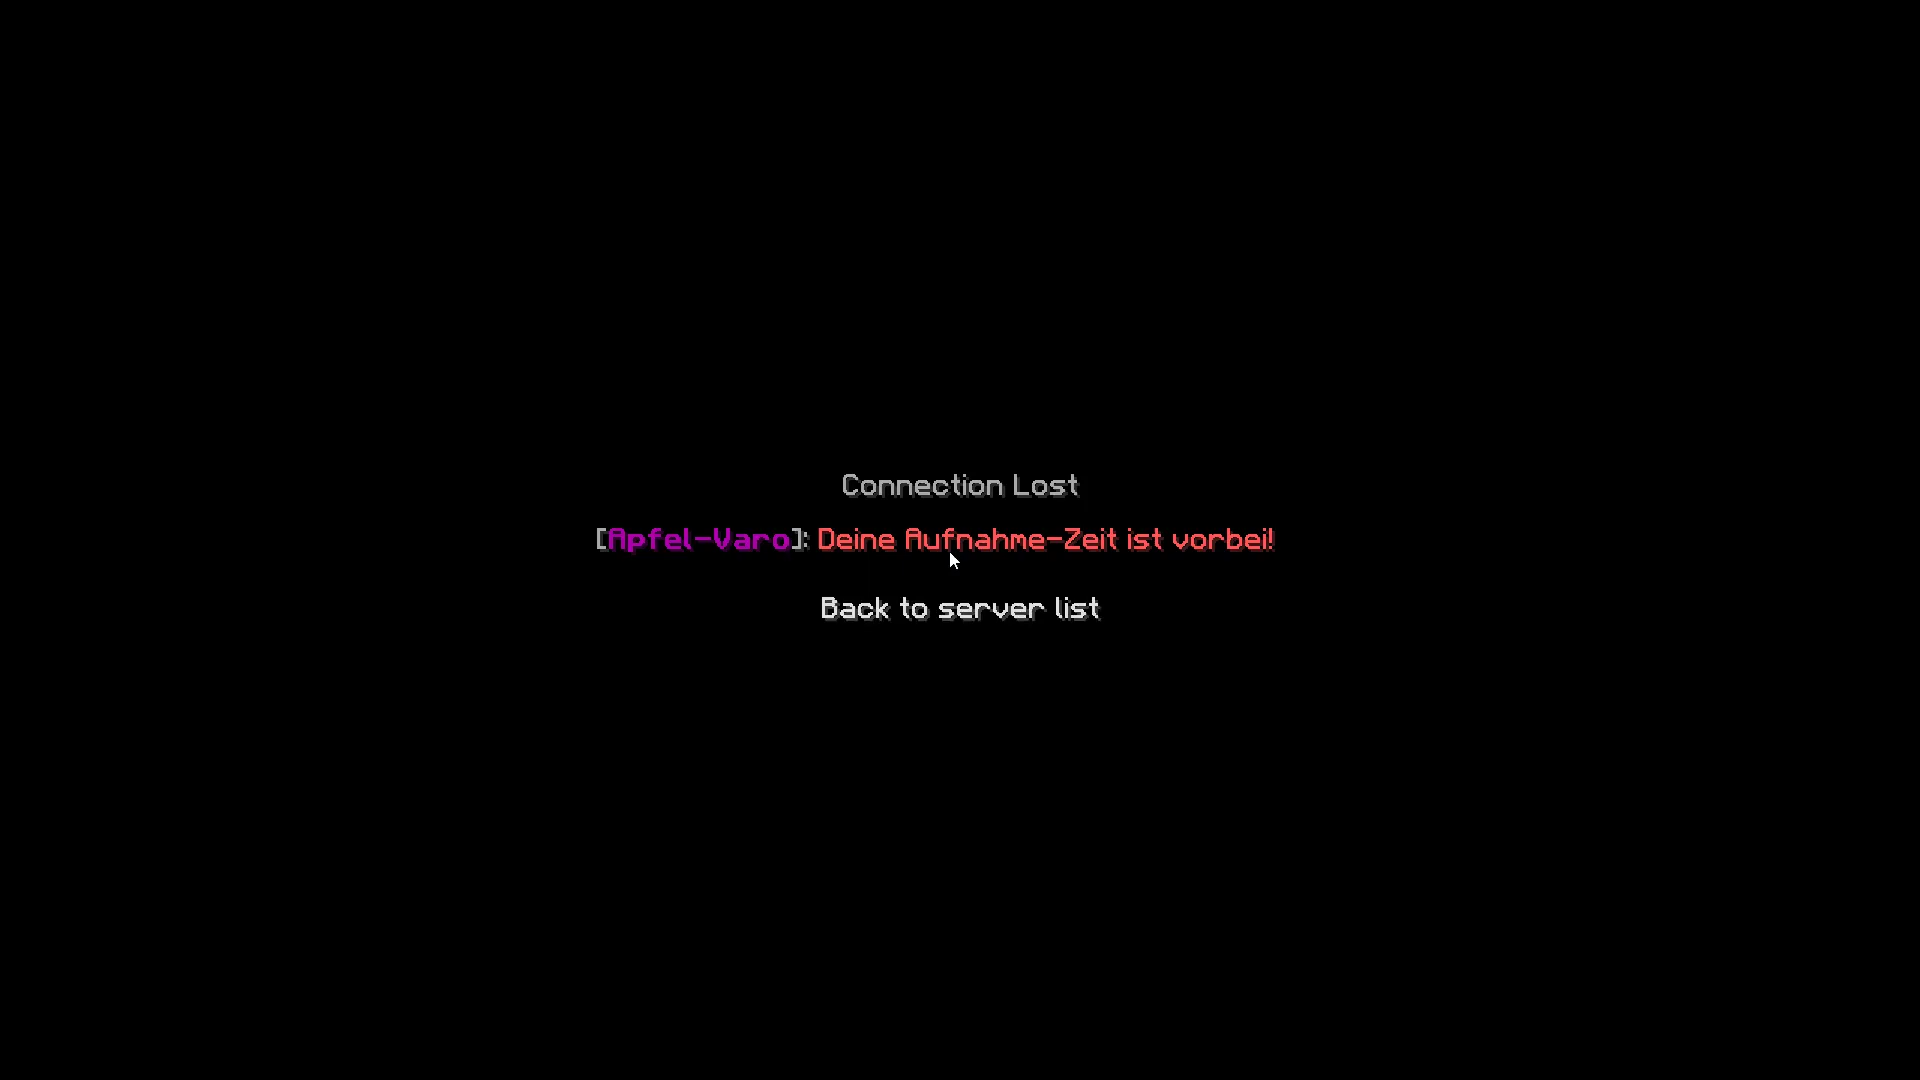 Connection Lost
[Apfel-Varo]: Deine Aufnahme-Zeit ist vorbei!
Back to server list